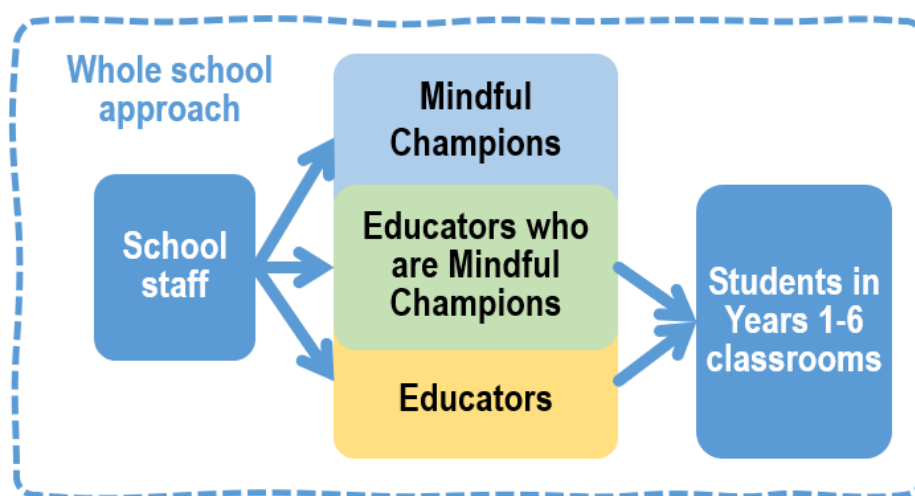 Whole school
approach
School
staff
Mindful
Champions
Educators who
are Mindful
Champions
Educators
Students in
Years 1-6
classrooms